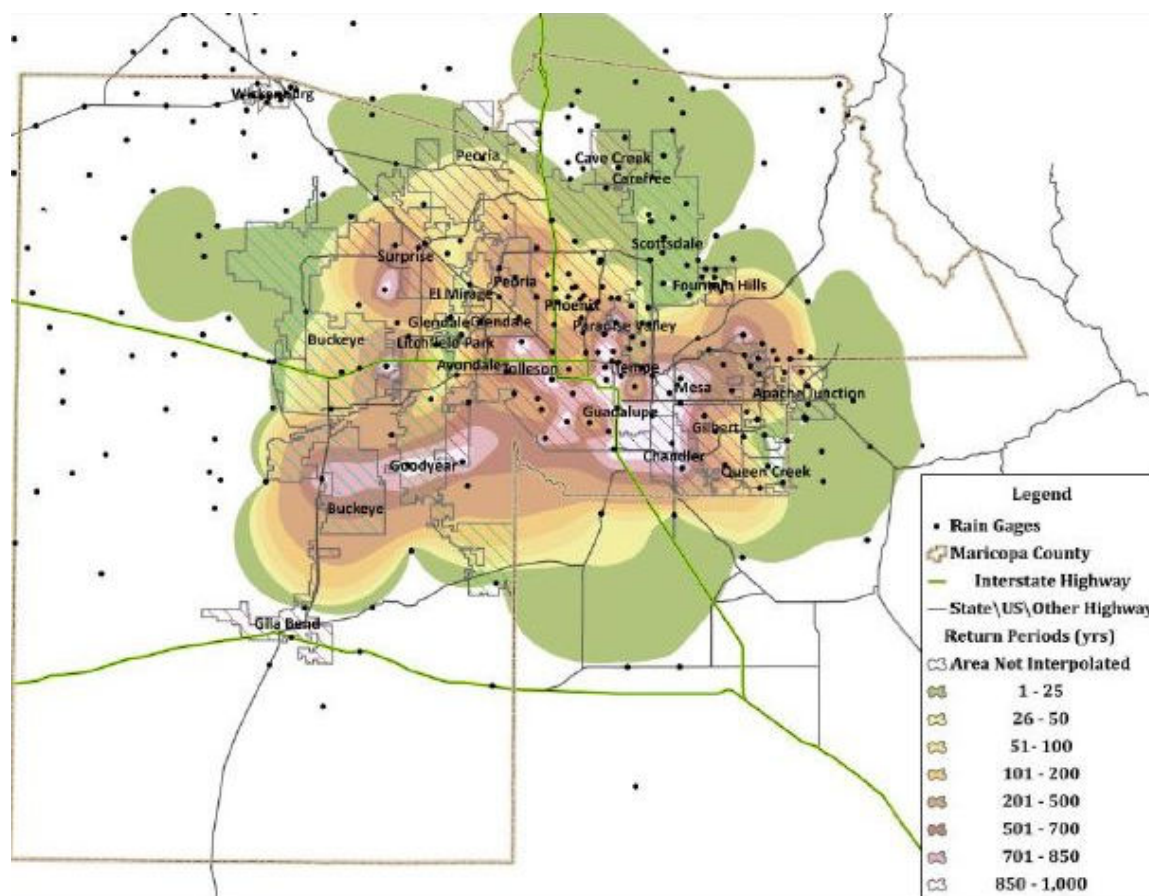 Wickenburg
Peoria
Cave Creek
Carefree
Scottsdale
Surprise
Fountain Hills
Peoria
El Mirage
Phoenix
Glendale
Glendale
Paradise Valley
Buckeye
Litchfield Park
Avondale
Tolleson
Tempe
Mesa
Apache Junction
Guadalupe
Gilbert
Chandler
Goodyear
Queen Creek
Buckeye
Gila Bend
Legend
Rain Gages
Maricopa County
Interstate Highway
State\US\Other Highway
Return Periods (yrs)
Area Not Interpolated
1 - 25
26 - 50
51- 100
101 - 200
201 - 500
501 - 700
701 - 850
850 - 1,000